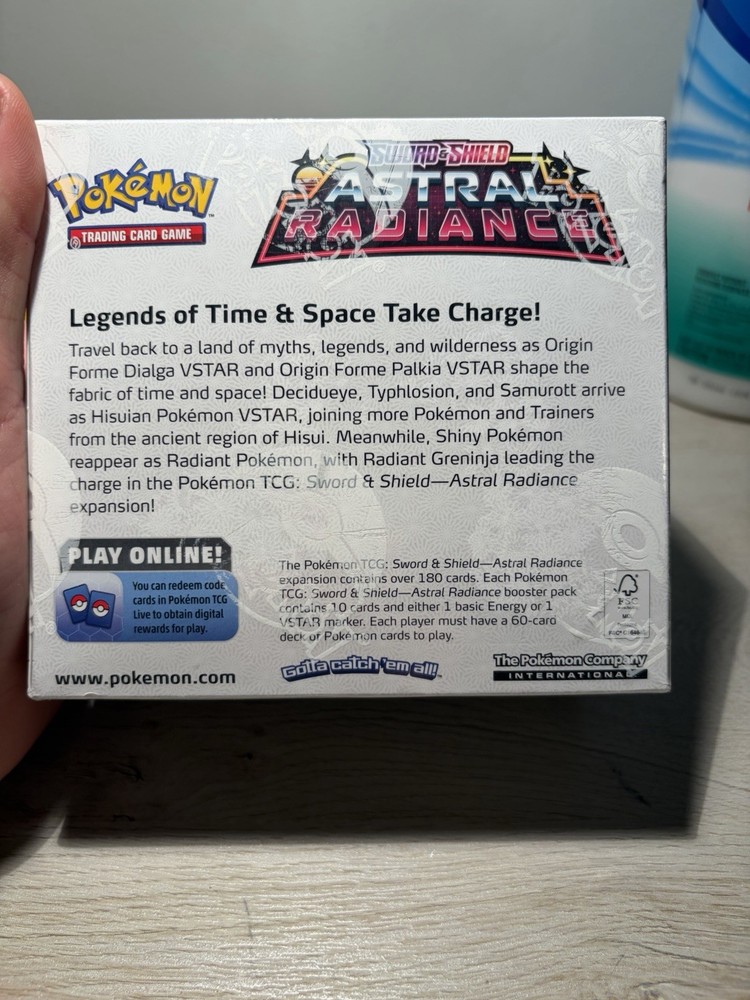 POKéMON
TRADING CARD GAME
SWORD & SHIELD
ASTRAL
RADIANCE
Legends of Time & Space Take Charge!
Travel back to a land of myths, legends, and wilderness as Origin
Forme Dialga VSTAR and Origin Forme Palkia VSTAR shape the
fabric of time and space! Decidueye, Typhlosion, and Samurott arrive
as Hisuian Pokémon VSTAR, joining more Pokémon and Trainers
from the ancient region of Hisui. Meanwhile, Shiny Pokémon
reappear as Radiant Pokémon, with Radiant Greninja leading the
charge in the Pokémon TCG: Sword & Shield—Astral Radiance
expansion!
PLAY ONLINE!
You can redeem code
cards in Pokémon TCG
Live to obtain digital
rewards for play.
The Pokémon TCG: Sword & Shield—Astral Radiance
expansion contains over 180 cards. Each Pokémon
TCG: Sword & Shield—Astral Radiance booster pack
contains 10 cards and either 1 basic Energy or 1
VSTAR marker. Each player must have a 60-card
deck of Pokémon cards to play.
FSC
www.pokemon.com
Gotta catch 'em all!
The Pokémon Company
INTERNATIONAL